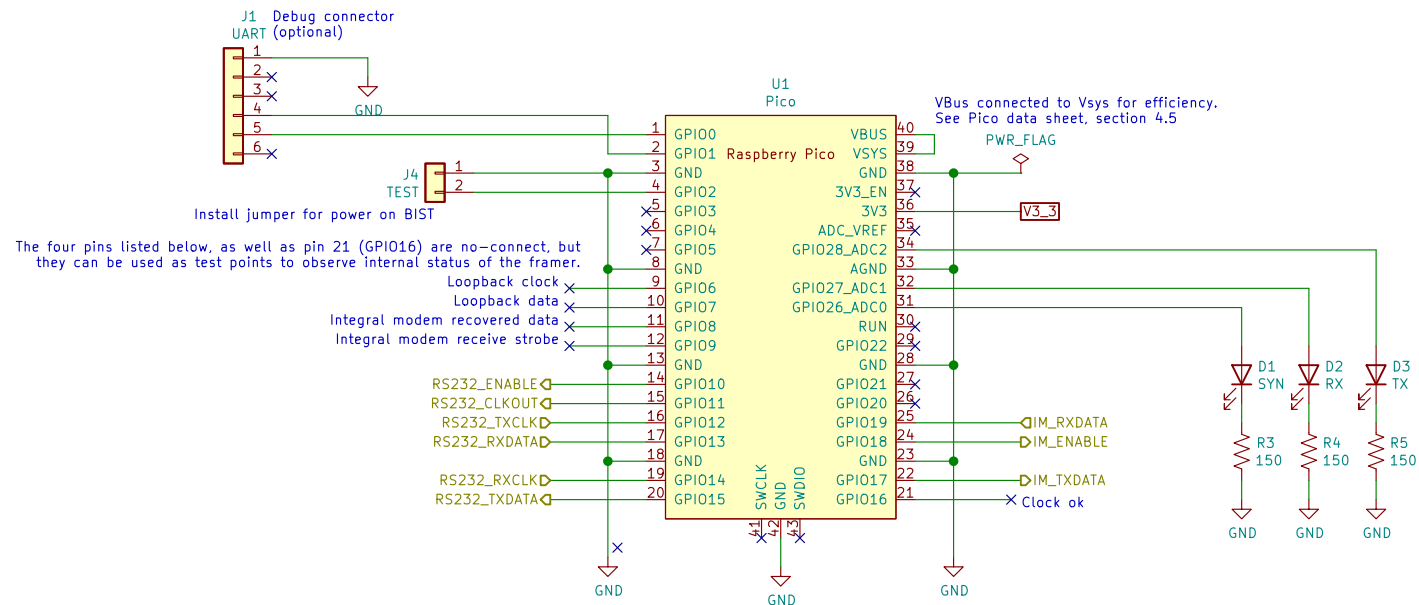 J1 Debug connector
UART (optional)
1
2
3
4
5
6
GND
U1
Pico
VBus connected to Vsys for efficiency.
See Pico data sheet, section 4.5
PWR_FLAG
J4
TEST
1
2
Install jumper for power on BIST
The four pins listed below, as well as pin 21 (GPIO16) are no-connect, but
they can be used as test points to observe internal status of the framer.
Loopback clock
Loopback data
Integral modem recovered data
Integral modem receive strobe
RS232_ENABLE
RS232_CLKOUT
RS232_TXCLK
RS232_RXDATA
RS232_RXCLK
RS232_TXDATA
Raspberry Pico
1 GPIO0
2 GPIO1
3 GND
4 GPIO2
5 GPIO3
6 GPIO4
7 GPIO5
8 GND
9 GPIO6
10 GPIO7
11 GPIO8
12 GPIO9
13 GND
14 GPIO10
15 GPIO11
16 GPIO12
17 GPIO13
18 GND
19 GPIO14
20 GPIO15
VBUS 40
VSYS 39
GND 38
3V3_EN 37
3V3 36
ADC_VREF 35
GPIO28_ADC2 34
AGND 33
GPIO27_ADC1 32
GPIO26_ADC0 31
RUN 30
GPIO22 29
GND 28
GPIO21 27
GPIO20 26
GPIO19 25
GPIO18 24
GND 23
GPIO17 22
GPIO16 21
SWCLK 41
GND 42
SWDIO 43
V3_3
IM_RXDATA
IM_ENABLE
IM_TXDATA
Clock ok
D1
SYN
D2
RX
D3
TX
R3
150
R4
150
R5
150
GND
GND
GND
GND
GND
GND